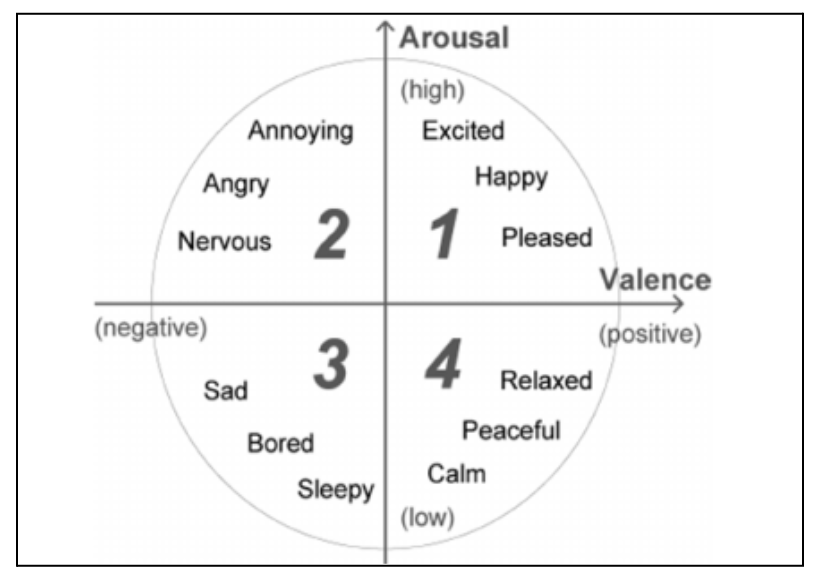 Arousal
(high)
Annoying
Excited
Angry
Happy
Nervous
2
1
Pleased
Valence
(negative)
(positive)
3
4
Sad
Relaxed
Bored
Peaceful
Sleepy
Calm
(low)